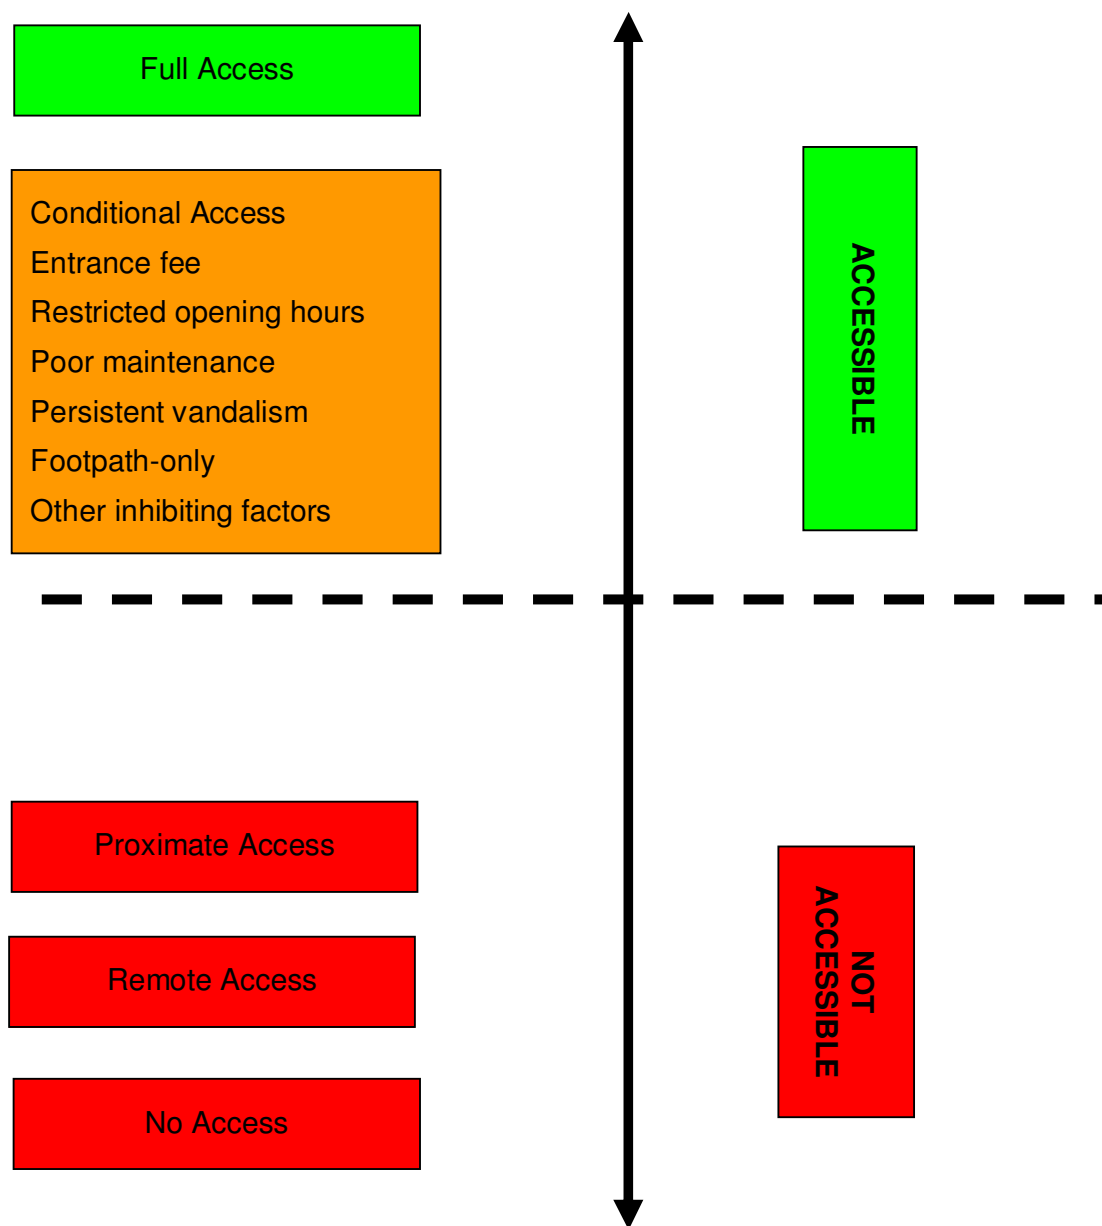 Full Access
Conditional Access
Entrance fee
Restricted opening hours
Poor maintenance
Persistent vandalism
Footpath-only
Other inhibiting factors
ACCESSIBLE
Proximate Access
Remote Access
No Access
NOT
ACCESSIBLE